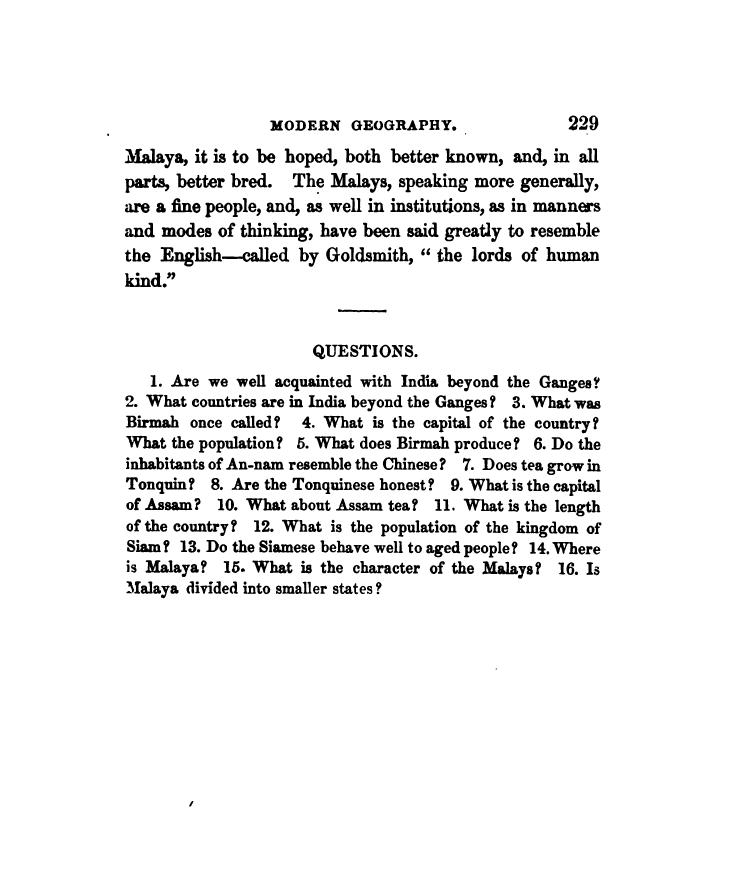 MODERN GEOGRAPHY. 229
Malaya, it is to be hoped, both better known, and, in all
parts, better bred. The Malays, speaking more generally,
are a fine people, and, as well in institutions, as in manners
and modes of thinking, have been said greatly to resemble
the English—called by Goldsmith, “ the lords of human
kind.”
QUESTIONS.
1. Are we well acquainted with India beyond the Ganges?
2. What countries are in India beyond the Ganges? 3. What was
Birmah once called? 4. What is the capital of the country?
What the population? 5. What does Birmah produce? 6. Do the
inhabitants of An-nam resemble the Chinese? 7. Does tea grow in
Tonquin? 8. Are the Tonquinese honest? 9. What is the capital
of Assam? 10. What about Assam tea? 11. What is the length
of the country? 12. What is the population of the kingdom of
Siam? 13. Do the Siamese behave well to aged people? 14. Where
is Malaya? 15. What is the character of the Malays? 16. Is
Malaya divided into smaller states?